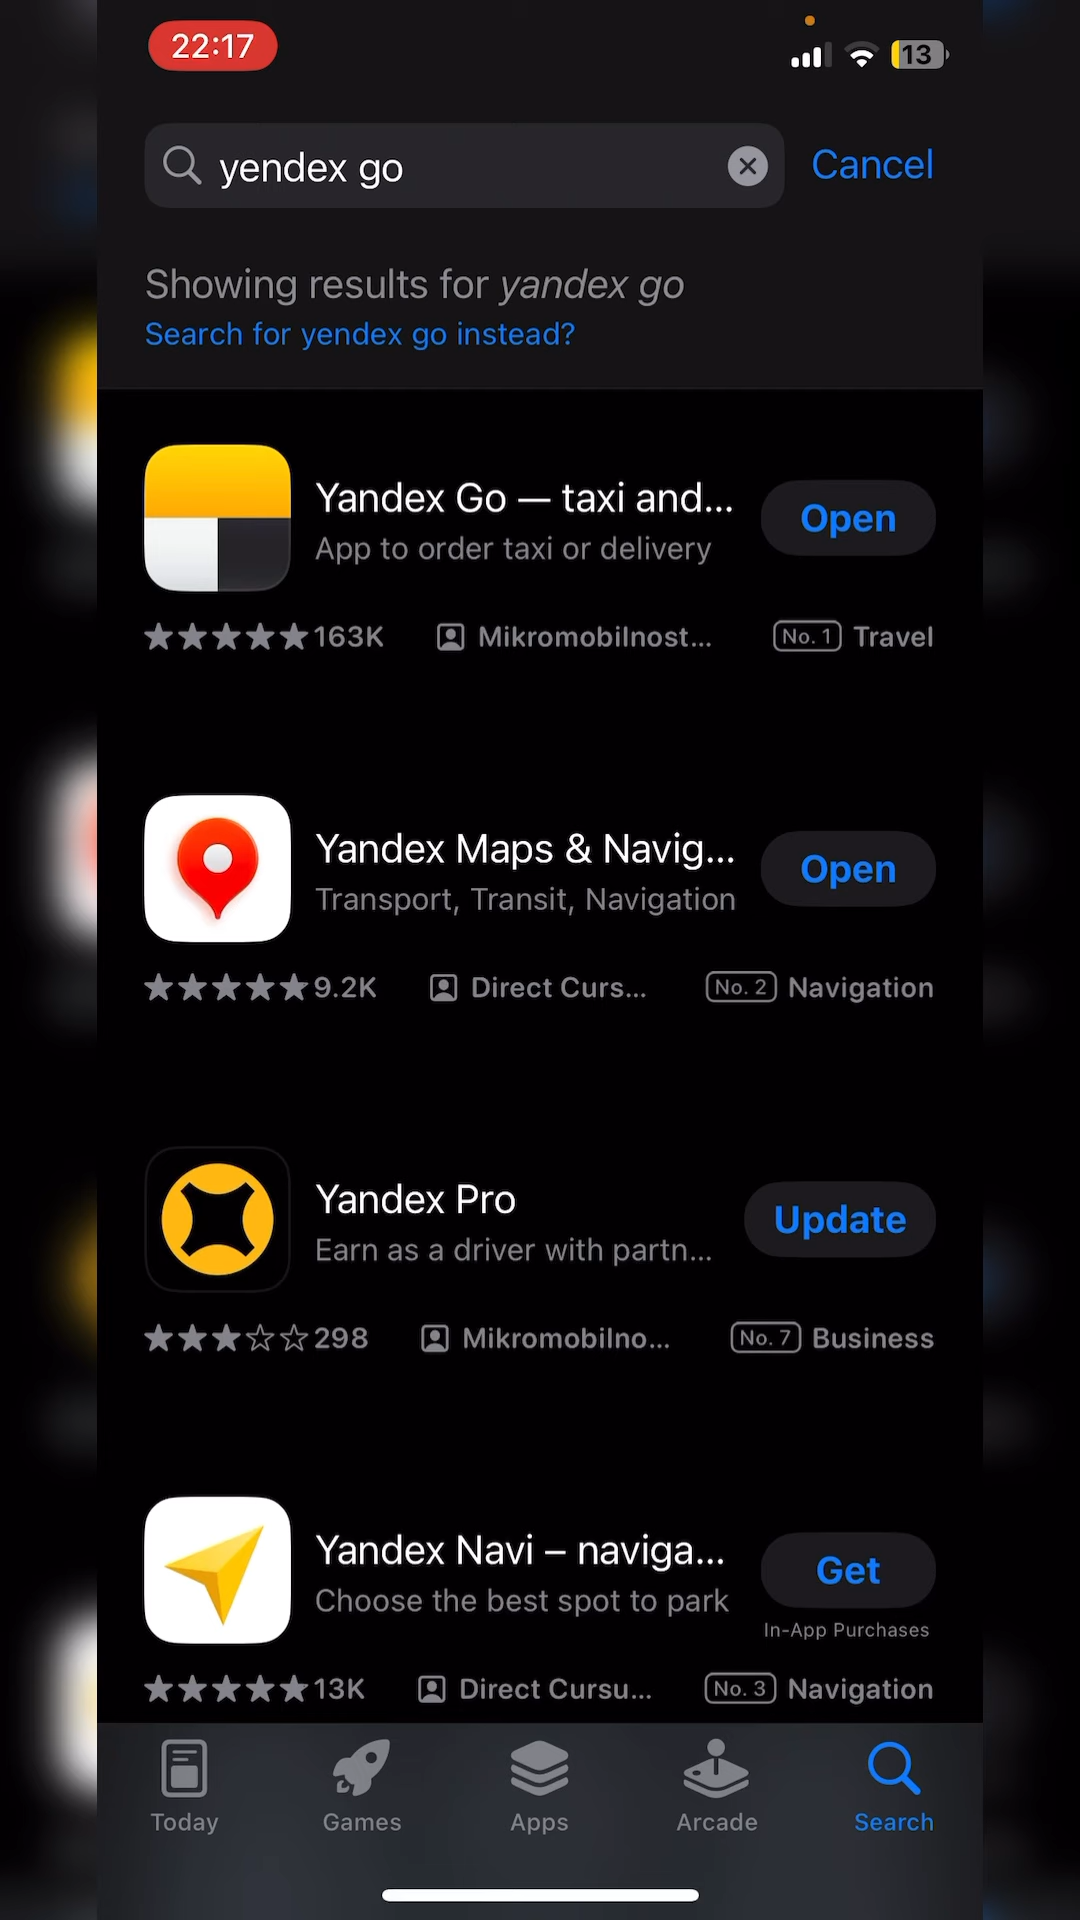 22:17
13
yendex go
Cancel
Showing results for yandex go
Search for yendex go instead?
Yandex Go — taxi and...
App to order taxi or delivery
Open
163K
Mikromobilnost...
No. 1 Travel
Yandex Maps & Navig...
Transport, Transit, Navigation
Open
9.2K
Direct Curs...
No. 2 Navigation
Yandex Pro
Earn as a driver with partn...
Update
298
Mikromobilno...
No. 7 Business
Yandex Navi – naviga...
Choose the best spot to park
Get
In-App Purchases
13K
Direct Cursu...
No. 3 Navigation
Today
Games
Apps
Arcade
Search